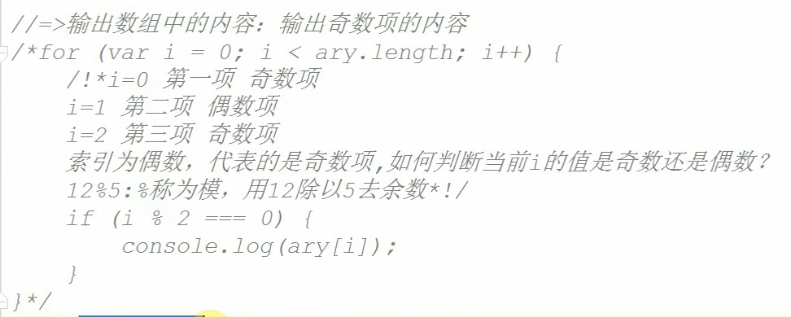 //=>输出数组中的内容：输出奇数项的内容
/*for (var i = 0; i < ary.length; i++) {
/!*i=0 第一项 奇数项
i=1 第二项 偶数项
i=2 第三项 奇数项
索引为偶数，代表的是奇数项,如何判断当前i的值是奇数还是偶数？
12%5:%称为模，用12除以5去余数*!/
if (i % 2 === 0) {
console.log(ary[i]);
}
}*/